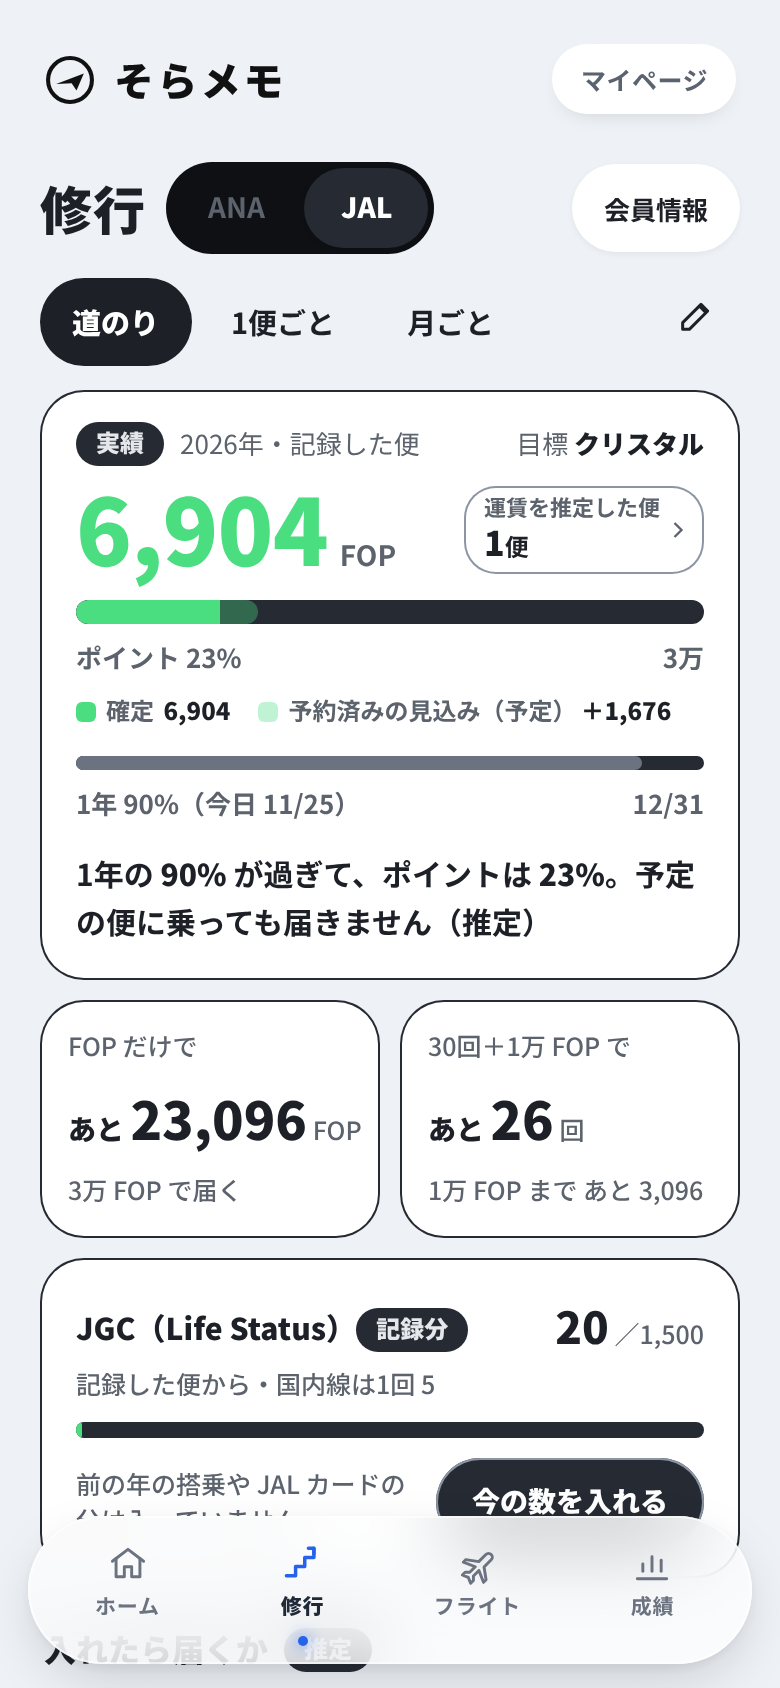 そらメモ
マイページ
修行
ANA
JAL
会員情報
道のり
1便ごと
月ごと
実績 2026年・記録した便
目標 クリスタル
6,904 FOP
運賃を推定した便
1便
ポイント 23%
3万
確定 6,904 予約済みの見込み（予定） +1,676
1年 90%（今日 11/25）
12/31
1年の 90% が過ぎて、ポイントは 23%。予定
の便に乗っても届きません（推定）
FOP だけで
あと 23,096 FOP
3万 FOP で届く
30回＋1万 FOP で
あと 26 回
1万 FOP まで あと 3,096
JGC（Life Status） 記録分
20 ／1,500
記録した便から・国内線は1回 5
前の年の搭乗や JAL カードの
今の数を入れる
ホーム
修行
フライト
成績
入れたら届くか 推定